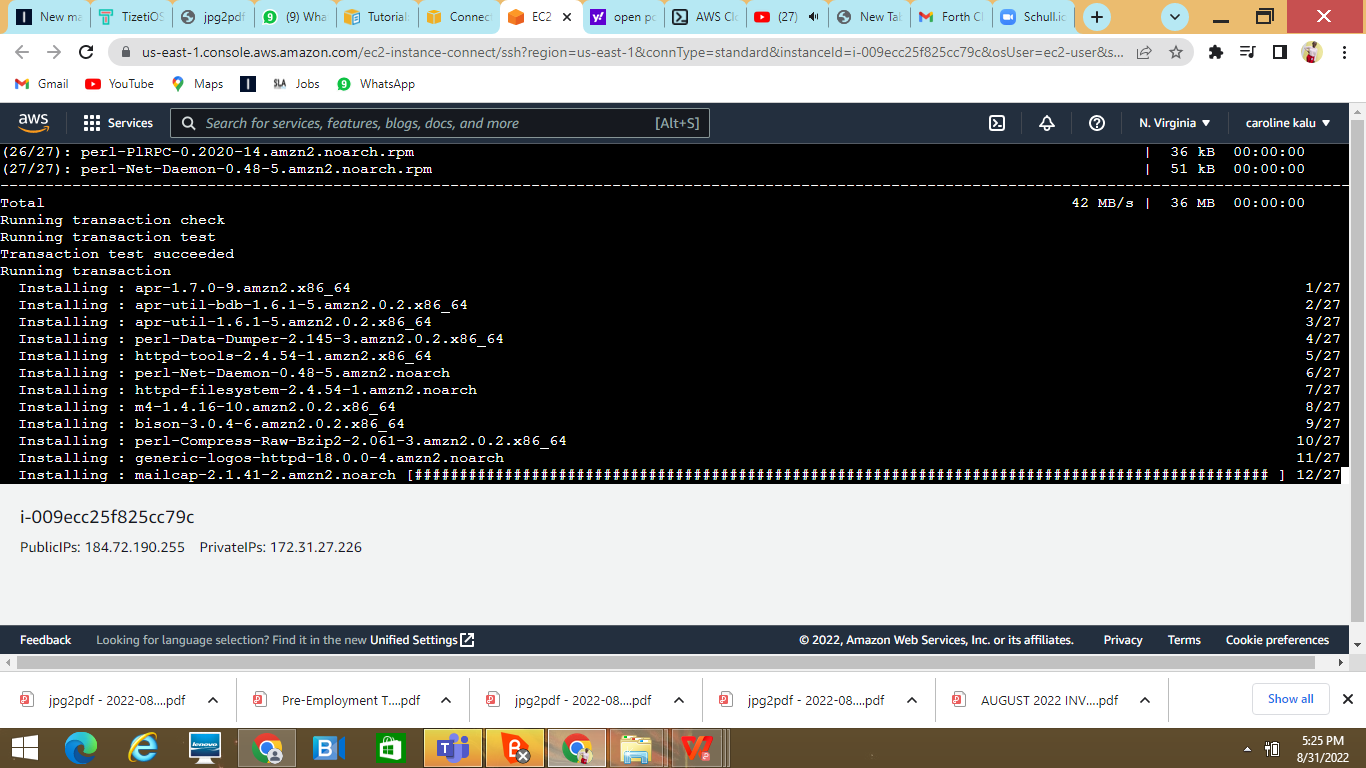 New ma
TizetiOS
jpg2pdf
(9) Wha
Tutorial:
Connect
EC2
open po
AWS Clo
(27)
New Tab
Forth Cl
Schull.io
us-east-1.console.aws.amazon.com/ec2-instance-connect/ssh?region=us-east-1&connType=standard&instanceId=i-009ecc25f825cc79c&osUser=ec2-user&s...
Gmail
YouTube
Maps
SLA Jobs
WhatsApp
aws
Services
Search for services, features, blogs, docs, and more [Alt+S]
N. Virginia
caroline kalu
(26/27): perl-PlRPC-0.2020-14.amzn2.noarch.rpm | 36 kB 00:00:00
(27/27): perl-Net-Daemon-0.48-5.amzn2.noarch.rpm | 51 kB 00:00:00
Total 42 MB/s | 36 MB 00:00:00
Running transaction check
Running transaction test
Transaction test succeeded
Running transaction
Installing : apr-1.7.0-9.amzn2.x86_64 1/27
Installing : apr-util-bdb-1.6.1-5.amzn2.0.2.x86_64 2/27
Installing : apr-util-1.6.1-5.amzn2.0.2.x86_64 3/27
Installing : perl-Data-Dumper-2.145-3.amzn2.0.2.x86_64 4/27
Installing : httpd-tools-2.4.54-1.amzn2.x86_64 5/27
Installing : perl-Net-Daemon-0.48-5.amzn2.noarch 6/27
Installing : httpd-filesystem-2.4.54-1.amzn2.noarch 7/27
Installing : m4-1.4.16-10.amzn2.0.2.x86_64 8/27
Installing : bison-3.0.4-6.amzn2.0.2.x86_64 9/27
Installing : perl-Compress-Raw-Bzip2-2.061-3.amzn2.0.2.x86_64 10/27
Installing : generic-logos-httpd-18.0.0-4.amzn2.noarch 11/27
Installing : mailcap-2.1.41-2.amzn2.noarch [############################################################################################### ] 12/27
i-009ecc25f825cc79c
PublicIPs: 184.72.190.255 PrivateIPs: 172.31.27.226
Feedback
Looking for language selection? Find it in the new Unified Settings
© 2022, Amazon Web Services, Inc. or its affiliates.
Privacy
Terms
Cookie preferences
jpg2pdf - 2022-08....pdf
Pre-Employment T....pdf
jpg2pdf - 2022-08....pdf
jpg2pdf - 2022-08....pdf
AUGUST 2022 INV....pdf
Show all
lenovo
5:25 PM
8/31/2022